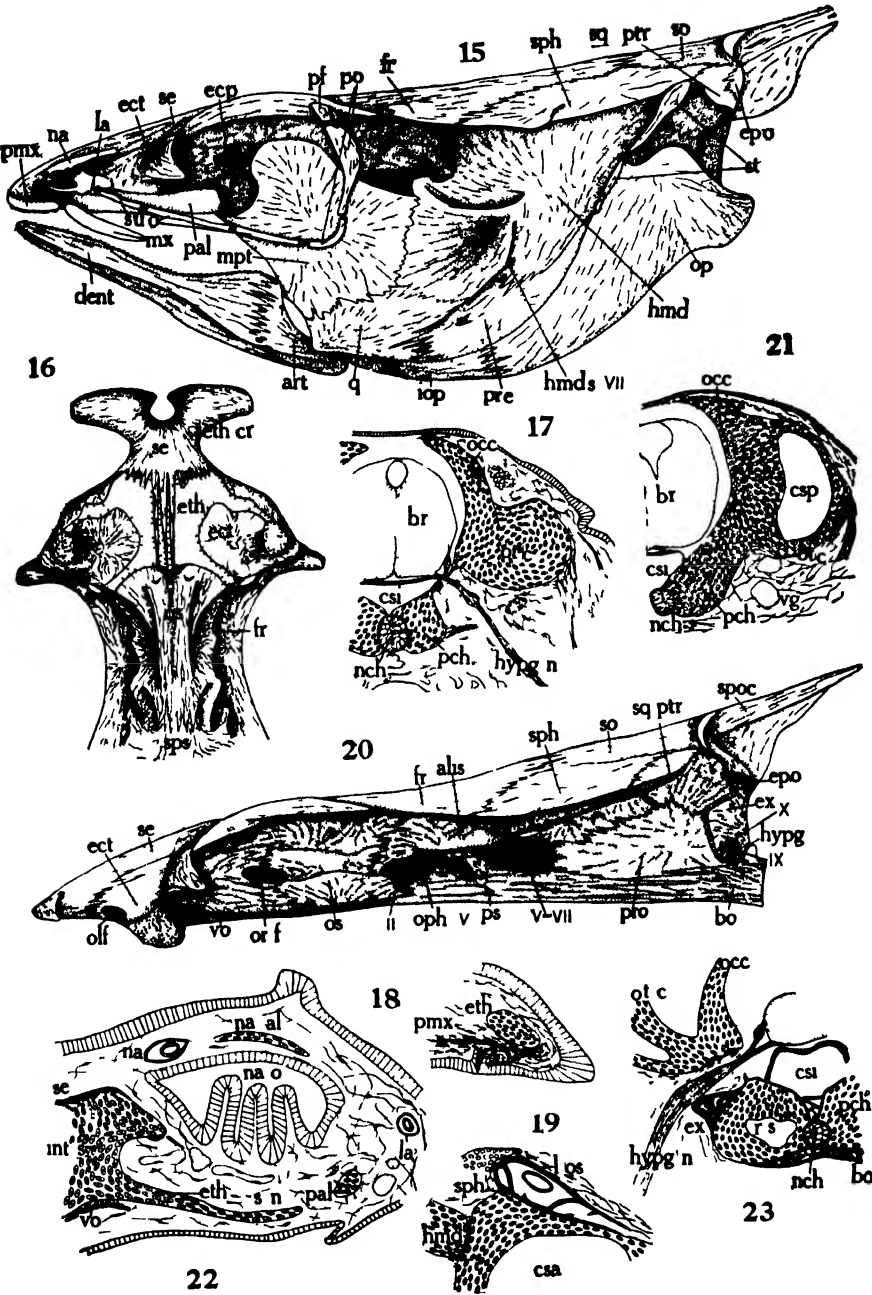 15
sph
sq
ptr
so
fr
pf
po
ecp
se
ect
la
na
pmx
epo
st
op
hmd
hmds VII
pre
iop
q
art
dent
mx
pal
mpt
16
eth cr
se
eth
ect
fr
sps
17
occ
br
csi
nch
pch
hypg n
21
occ
br
csp
csi
nch
pch
vg
20
spoc
sq ptr
so
sph
alis
fr
epo
ex
X
hypg
IX
se
ect
olf
vo
or f
os
II
oph
V
ps
V-VII
pro
bo
18
eth
pmx
na al
na
na o
se
int s
eth
s n
pal
la
vo
22
19
l os
sph
hmd
csa
occ
ot c
csi
pch
ex
r s
hypg n
nch
bo
23